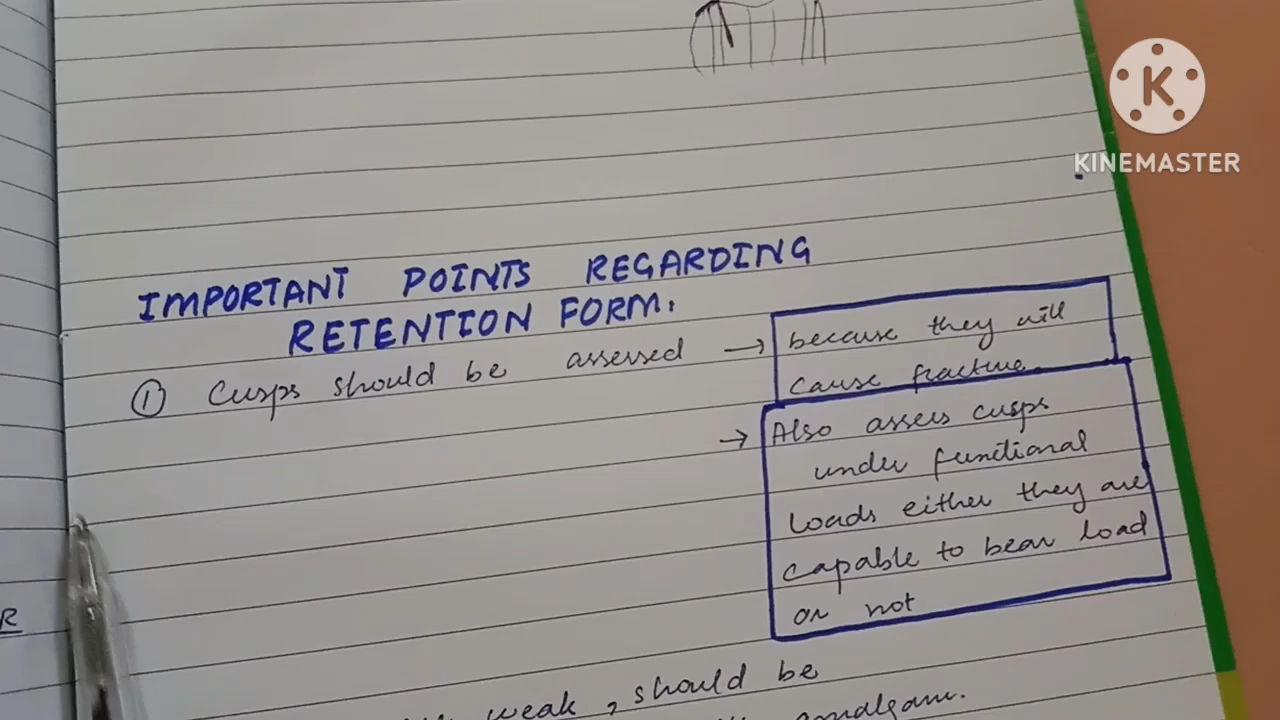 K
KINEMASTER
IMPORTANT POINTS REGARDING
RETENTION FORM.
① Cusps should be assessed → because they will
cause fracture
→ Also assess cusps
under functional
loads either they are
capable to bear load
or not
R
weak, should be
amalgam.